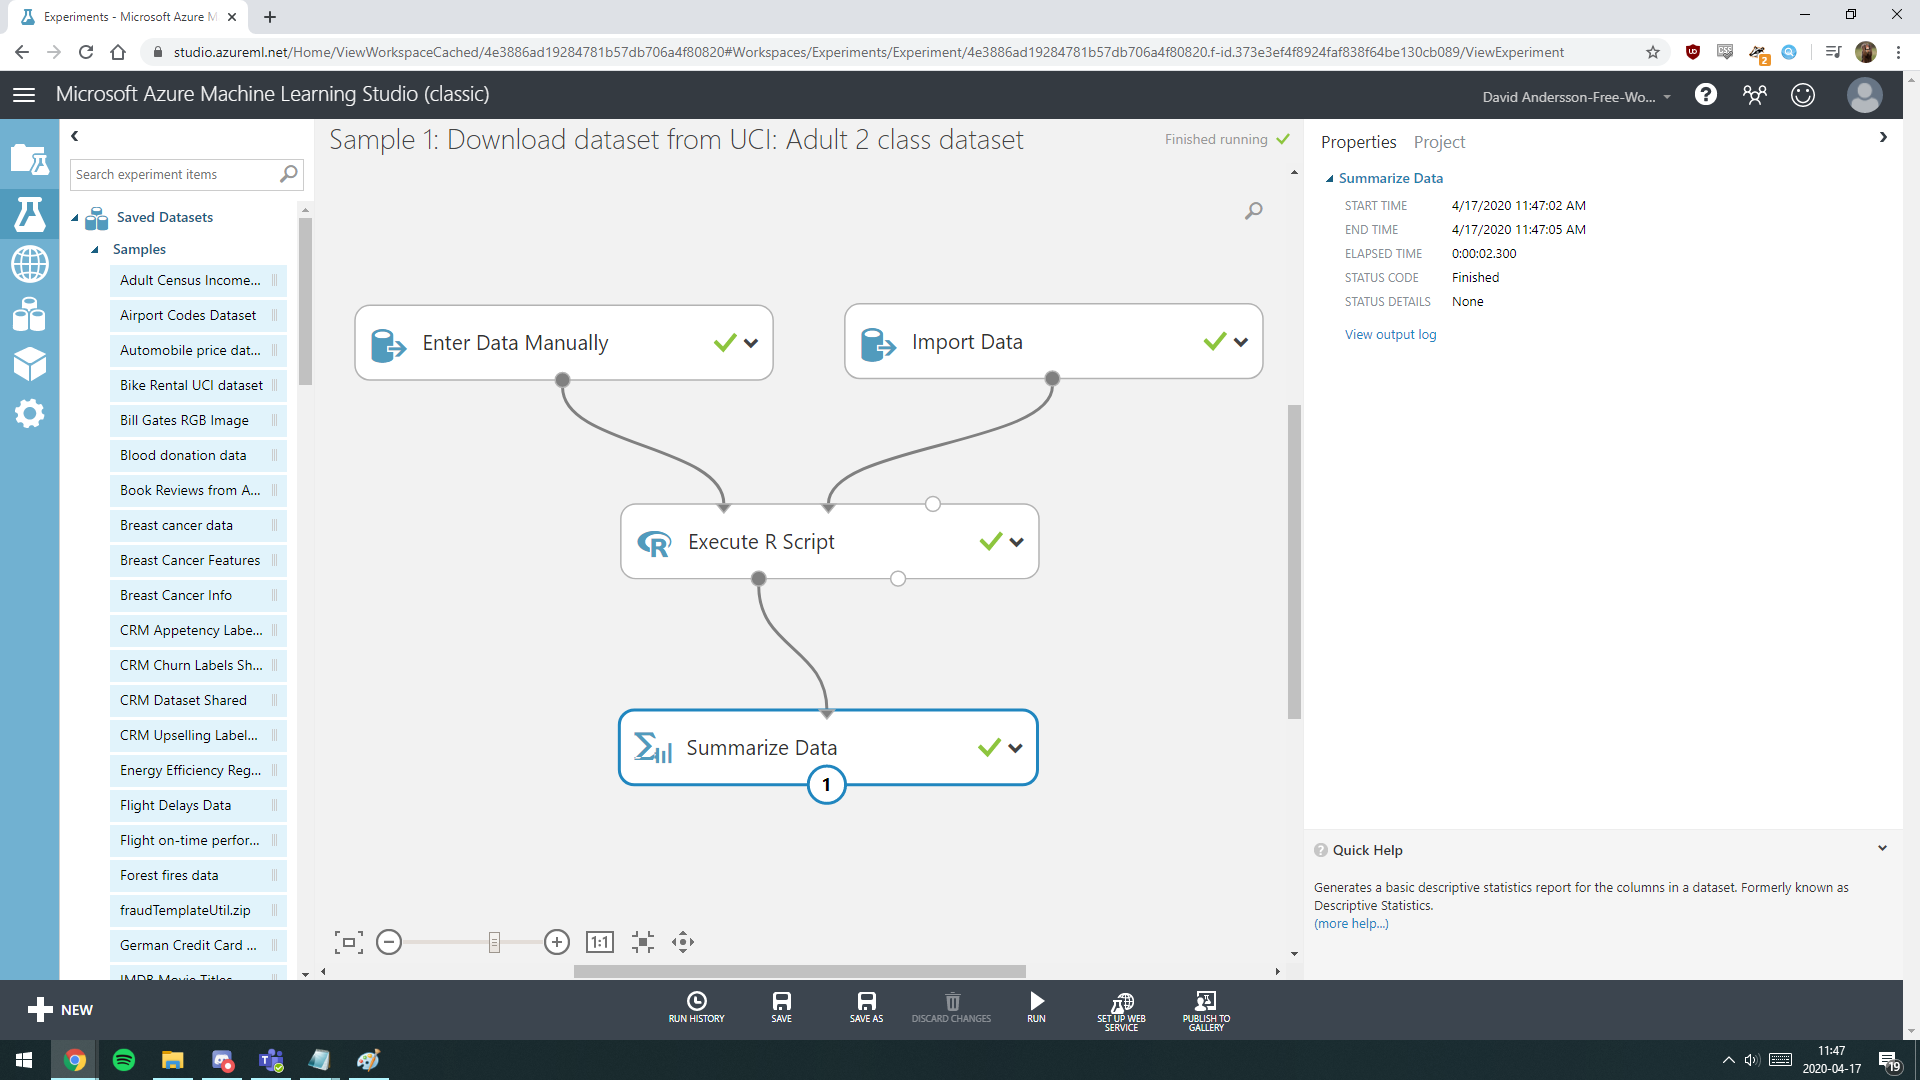 Experiments - Microsoft Azure M
studio.azureml.net/Home/ViewWorkspaceCached/4e3886ad19284781b57db706a4f80820#Workspaces/Experiments/Experiment/4e3886ad19284781b57db706a4f80820.f-id.373e3ef4f8924faf838f64be130cb089/ViewExperiment
CSS
2
Microsoft Azure Machine Learning Studio (classic)
David Andersson-Free-Wo...
Search experiment items
Saved Datasets
Samples
Adult Census Income...
Airport Codes Dataset
Automobile price dat...
Bike Rental UCI dataset
Bill Gates RGB Image
Blood donation data
Book Reviews from A...
Breast cancer data
Breast Cancer Features
Breast Cancer Info
CRM Appetency Labe...
CRM Churn Labels Sh...
CRM Dataset Shared
CRM Upselling Label...
Energy Efficiency Reg...
Flight Delays Data
Flight on-time perfor...
Forest fires data
fraudTemplateUtil.zip
German Credit Card ...
IMDB Movie Titles
Sample 1: Download dataset from UCI: Adult 2 class dataset
Finished running
Enter Data Manually
Import Data
Execute R Script
Summarize Data
1
1:1
Properties
Project
Summarize Data
START TIME 4/17/2020 11:47:02 AM
END TIME 4/17/2020 11:47:05 AM
ELAPSED TIME 0:00:02.300
STATUS CODE Finished
STATUS DETAILS None
View output log
Quick Help
Generates a basic descriptive statistics report for the columns in a dataset. Formerly known as
Descriptive Statistics.
(more help...)
NEW
RUN HISTORY
SAVE
SAVE AS
DISCARD CHANGES
RUN
SET UP WEB
SERVICE
PUBLISH TO
GALLERY
11:47
2020-04-17
19